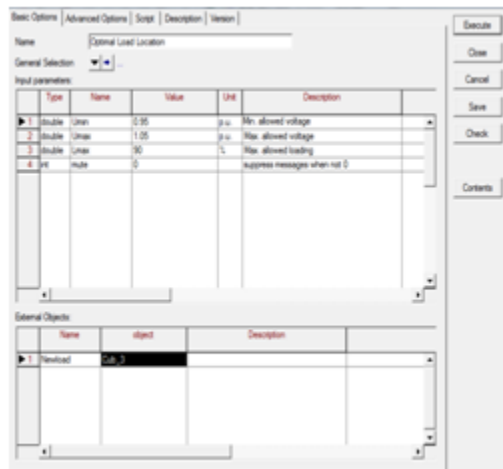 Basic Options Advanced Options Script Description Version
Execute
Name Optimal Load Location
Close
General Selection ...
Cancel
Input parameters:
Save
Type Name Value Unit Description
Check
1 double Umin 0.95 p.u. Min. allowed voltage
2 double Umax 1.05 p.u. Max. allowed voltage
3 double Lmax 90 % Max. allowed loading
4 int mute 0 suppress messages when not 0
Contents
External Objects:
Name object Description
1 Newload Cub_3